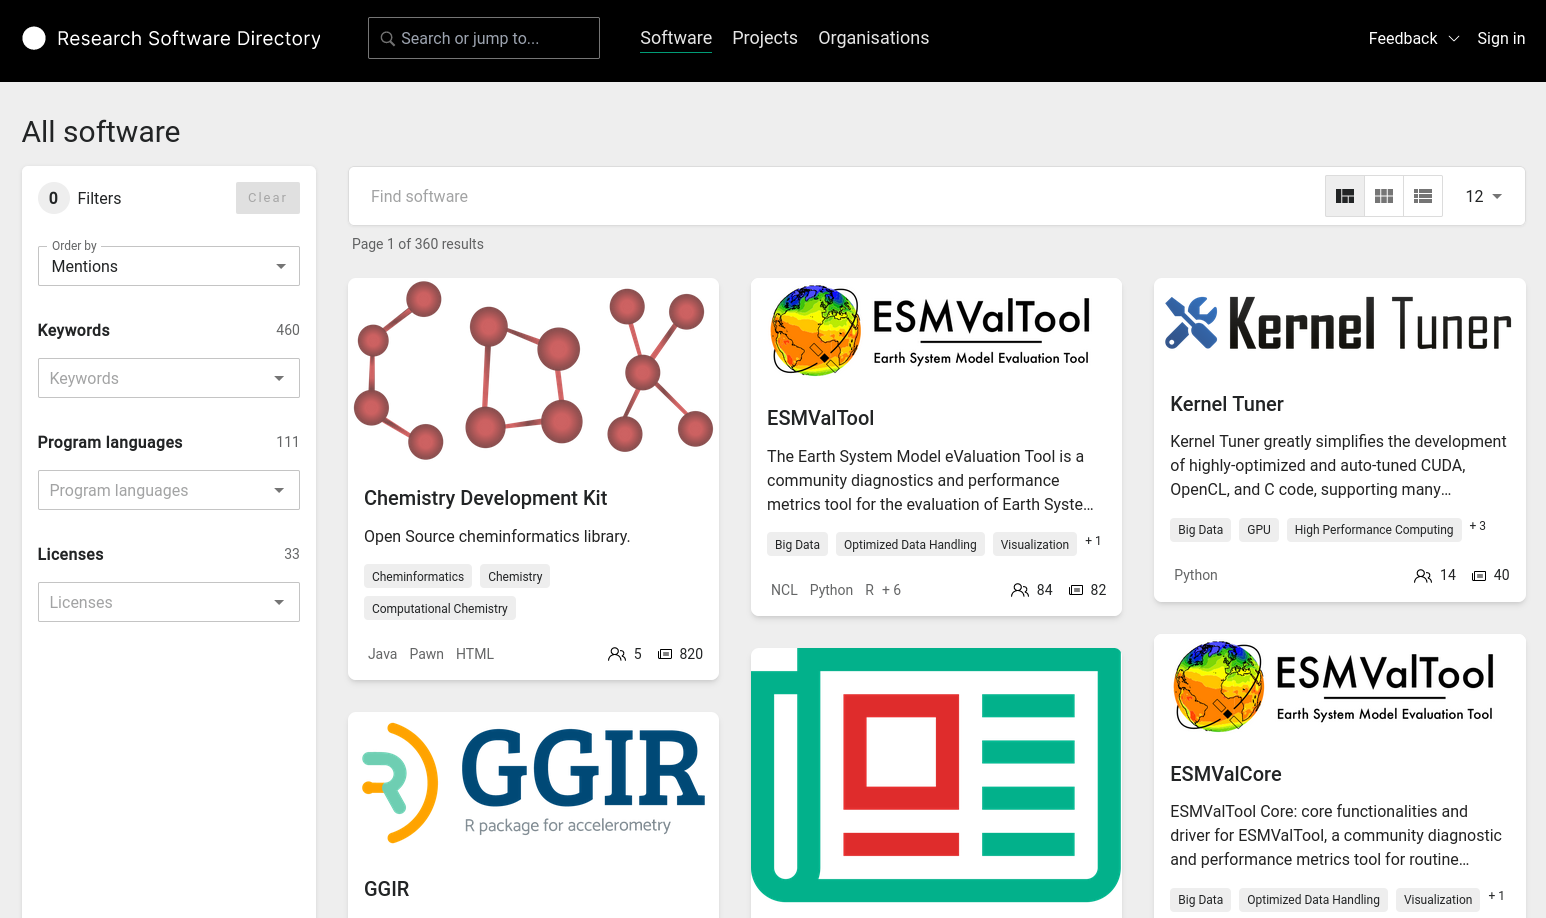 Research Software Directory
Search or jump to...
Software
Projects
Organisations
Feedback
Sign in
All software
0
Filters
Clear
Order by
Mentions
Keywords
460
Keywords
Program languages
111
Program languages
Licenses
33
Licenses
Find software
12
Page 1 of 360 results
Chemistry Development Kit
Open Source cheminformatics library.
Cheminformatics
Chemistry
Computational Chemistry
Java
Pawn
HTML
5
820
GGIR
R package for accelerometry
GGIR
ESMValTool
Earth System Model Evaluation Tool
ESMValTool
The Earth System Model eValuation Tool is a
community diagnostics and performance
metrics tool for the evaluation of Earth Syste...
Big Data
Optimized Data Handling
Visualization
+ 1
NCL
Python
R
+ 6
84
82
Kernel Tuner
Kernel Tuner
Kernel Tuner greatly simplifies the development
of highly-optimized and auto-tuned CUDA,
OpenCL, and C code, supporting many...
Big Data
GPU
High Performance Computing
+ 3
Python
14
40
ESMValTool
Earth System Model Evaluation Tool
ESMValCore
ESMValTool Core: core functionalities and
driver for ESMValTool, a community diagnostic
and performance metrics tool for routine...
Big Data
Optimized Data Handling
Visualization
+ 1